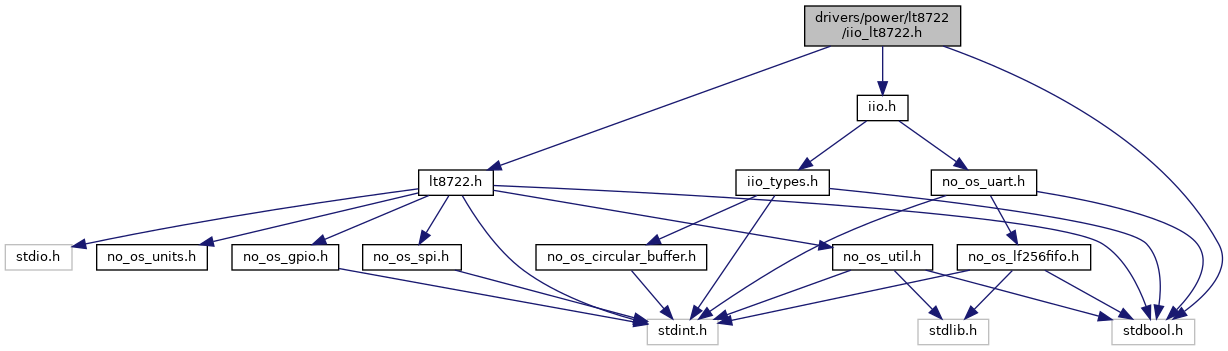 drivers/power/lt8722
/iio_lt8722.h
iio.h
lt8722.h
iio_types.h
no_os_uart.h
stdio.h
no_os_units.h
no_os_gpio.h
no_os_spi.h
no_os_circular_buffer.h
no_os_util.h
no_os_lf256fifo.h
stdint.h
stdlib.h
stdbool.h